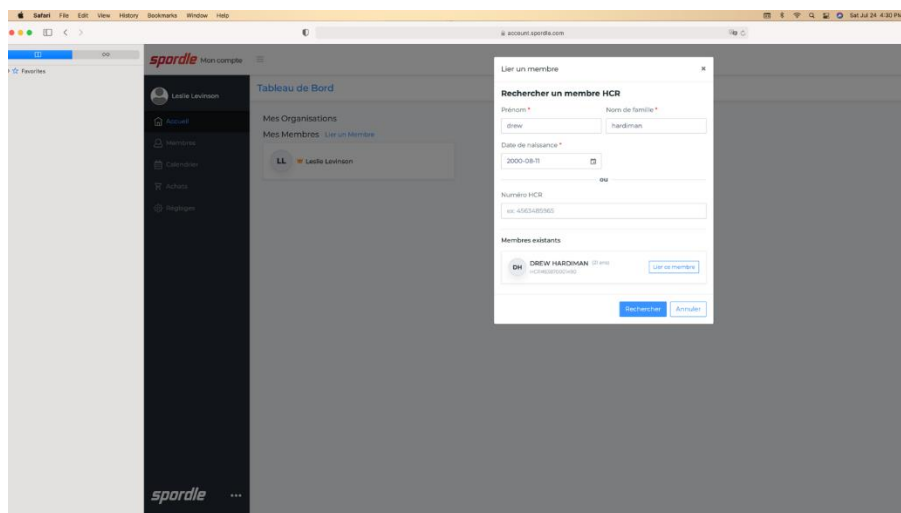 Safari File Edit View History Bookmarks Window Help
Sat Jul 24 4:30 PM
account.spordle.com
Favorites
spordle Mon compte
Leslie Levinson
Accueil
Membres
Calendrier
Achats
Réglages
spordle
Tableau de Bord
Mes Organisations
Mes Membres Lier un Membre
LL Leslie Levinson
Lier un membre
Rechercher un membre HCR
Prénom * Nom de famille *
drew hardiman
Date de naissance *
2000-08-11
ou
Numéro HCR
ex: 4563485965
Membres existants
DH DREW HARDIMAN
Lier ce membre
Rechercher Annuler